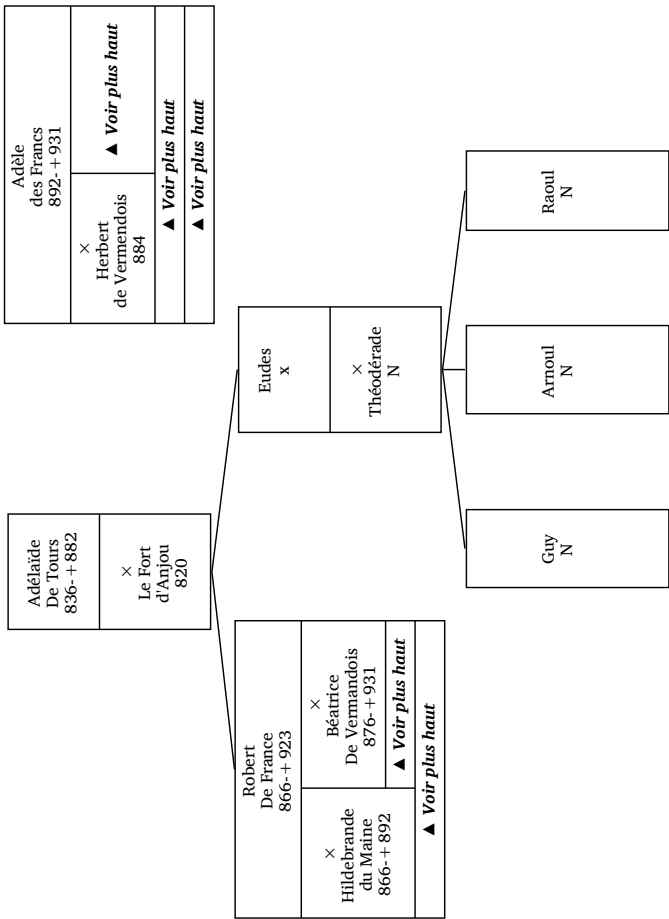 Adélaïde
De Tours
836-+882
×
Le Fort
d'Anjou
820
Adèle
des Francs
892-+931
×
Herbert
de Vermendois
884
▲ Voir plus haut
▲ Voir plus haut
▲ Voir plus haut
Robert
De France
866-+923
×
Hildebrande
du Maine
866-+892
×
Béatrice
De Vermandois
876-+931
▲ Voir plus haut
▲ Voir plus haut
Eudes
x
×
Théodérade
N
Guy
N
Arnoul
N
Raoul
N